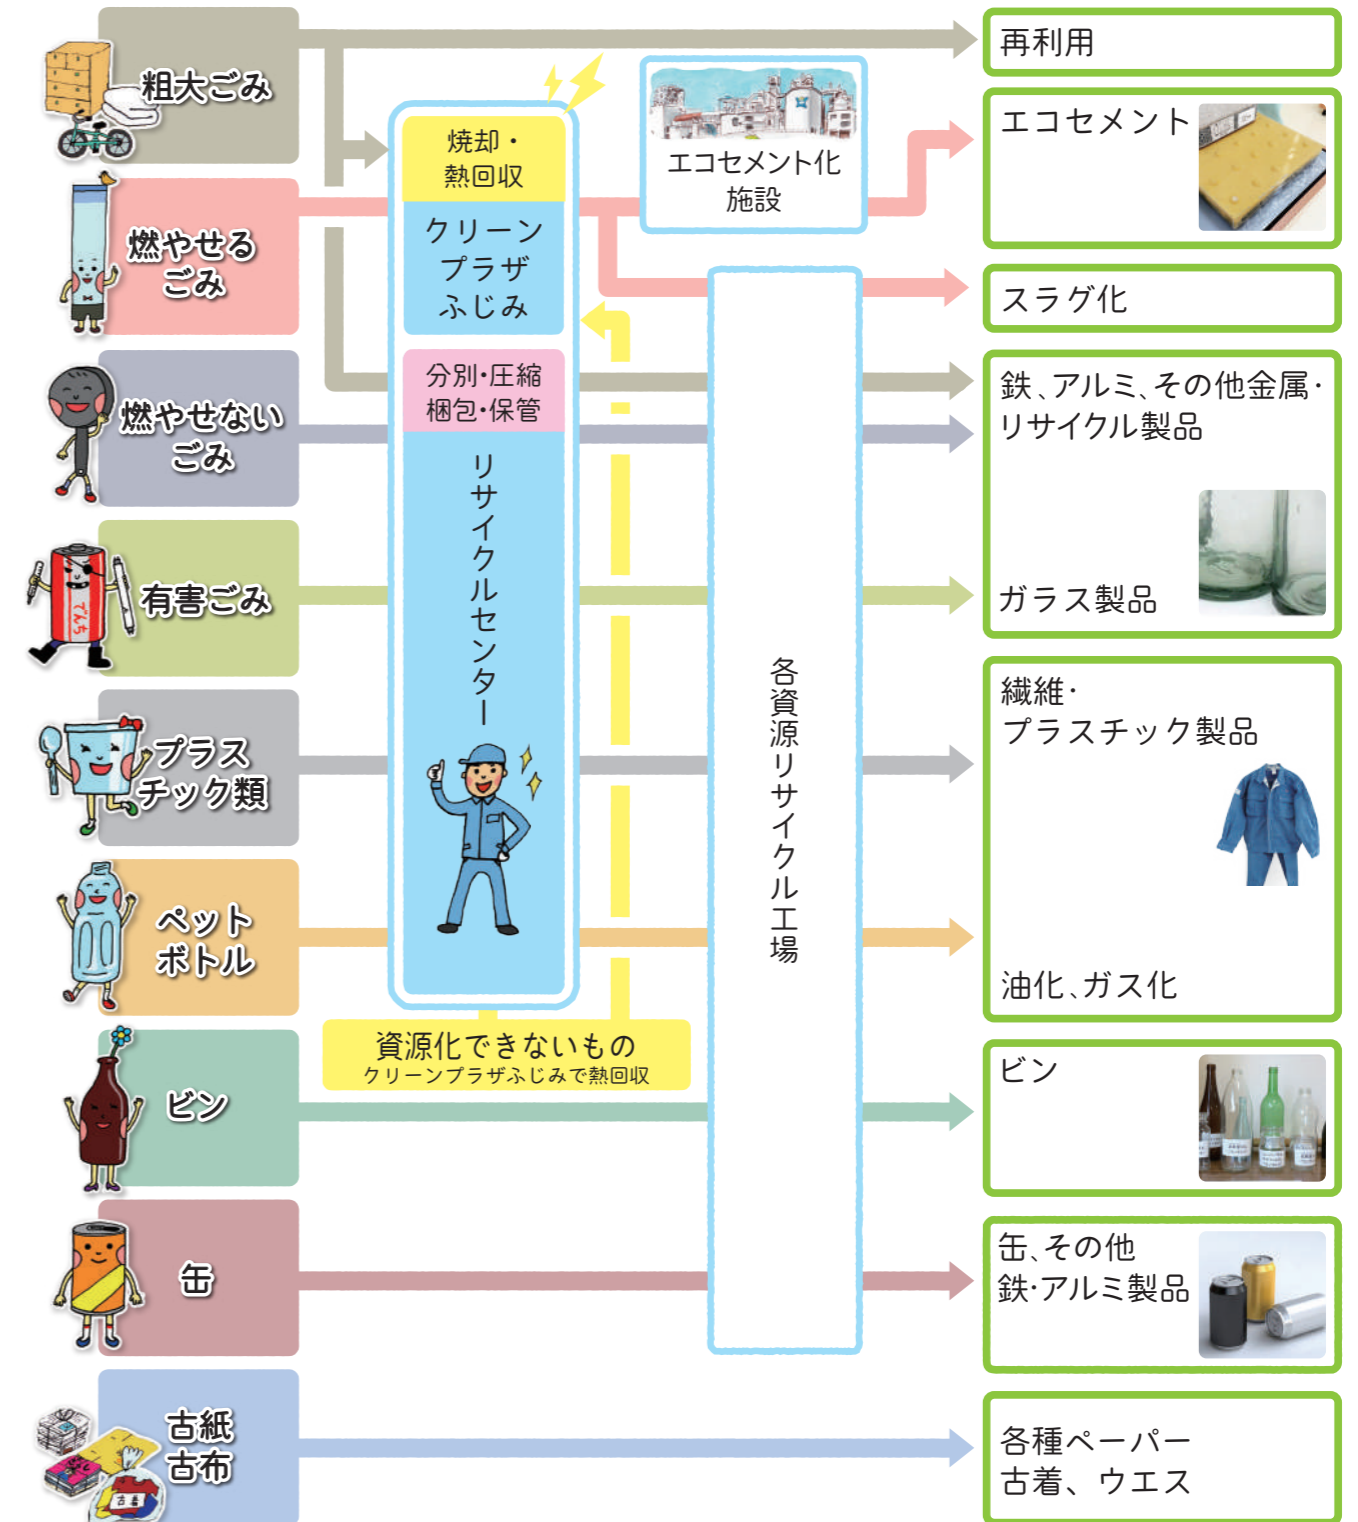 粗大ごみ
燃やせる
ごみ
燃やせない
ごみ
有害ごみ
でんち
プラス
チック類
ペット
ボトル
ビン
缶
古紙
古布
古着
焼却・
熱回収
クリーン
プラザ
ふじみ
分別・圧縮
梱包・保管
リサイクルセンター
資源化できないもの
クリーンプラザふじみで熱回収
エコセメント化
施設
各資源リサイクル工場
再利用
エコセメント
スラグ化
鉄、アルミ、その他金属・
リサイクル製品
ガラス製品
繊維・
プラスチック製品
油化、ガス化
ビン
缶、その他
鉄・アルミ製品
各種ペーパー
古着、ウエス